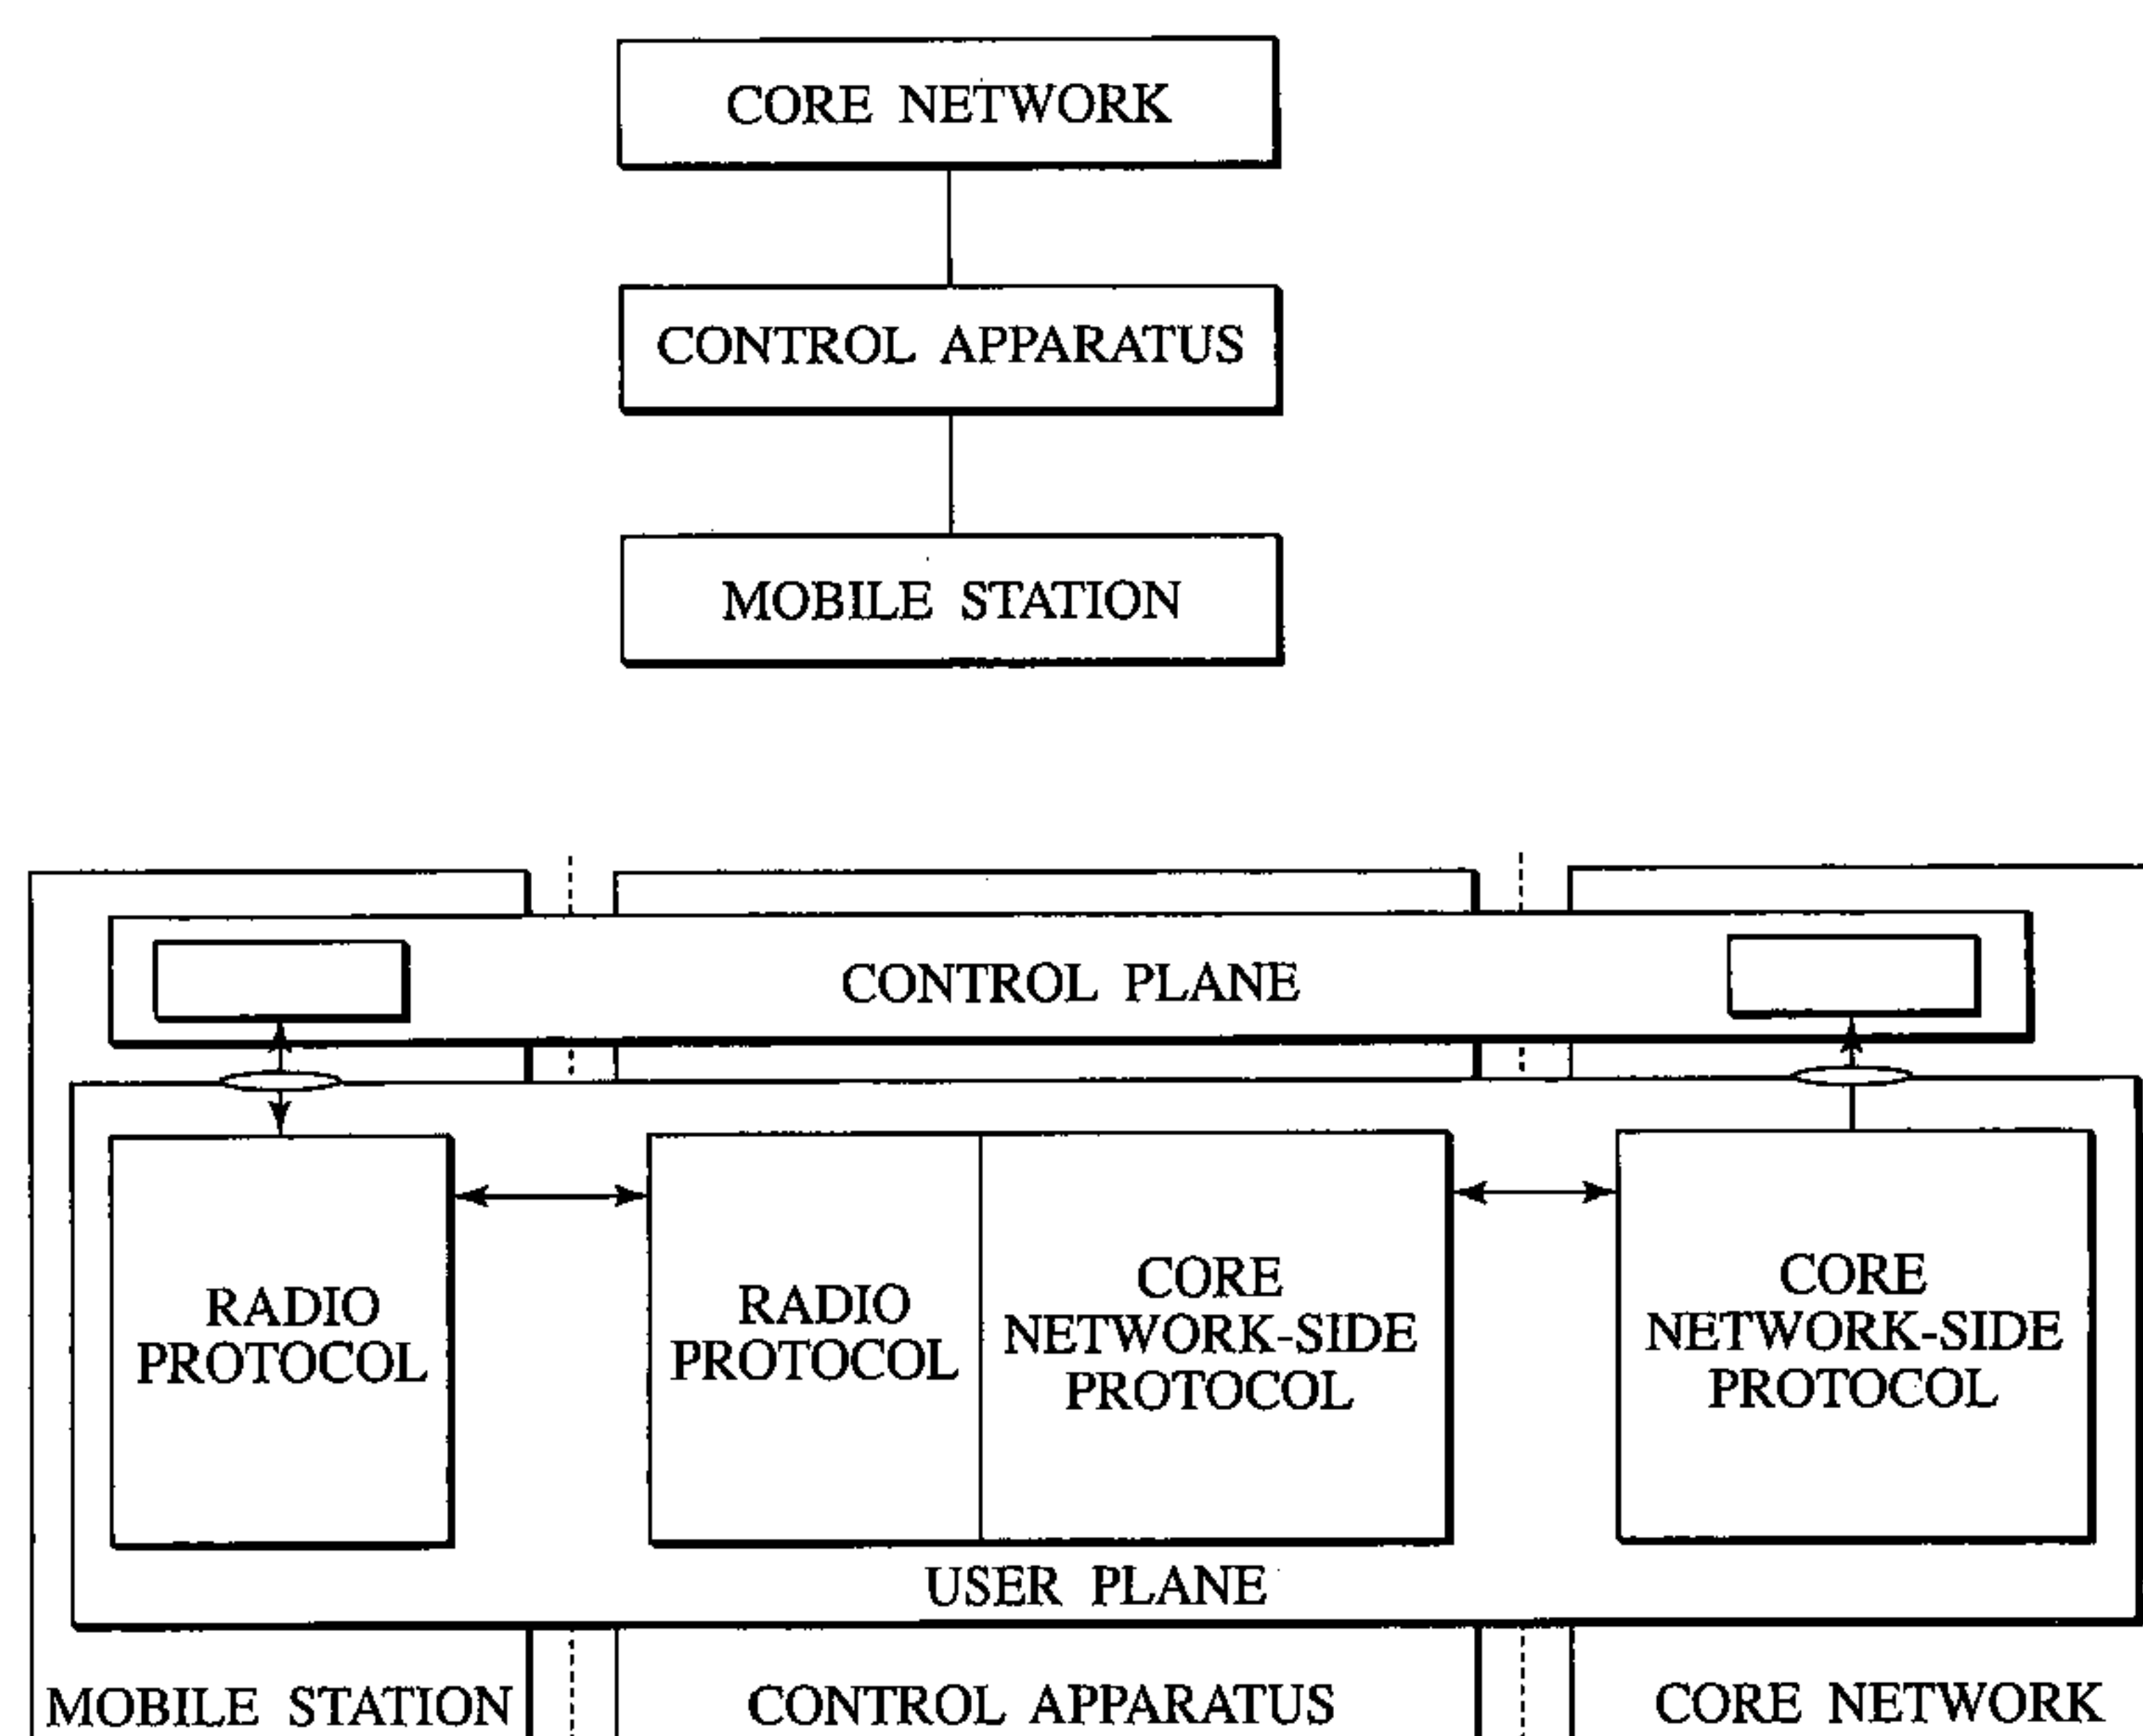 CORE NETWORK
CONTROL APPARATUS
MOBILE STATION
CONTROL PLANE
RADIO
PROTOCOL
RADIO
PROTOCOL
CORE
NETWORK-SIDE
PROTOCOL
CORE
NETWORK-SIDE
PROTOCOL
USER PLANE
MOBILE STATION
CONTROL APPARATUS
CORE NETWORK